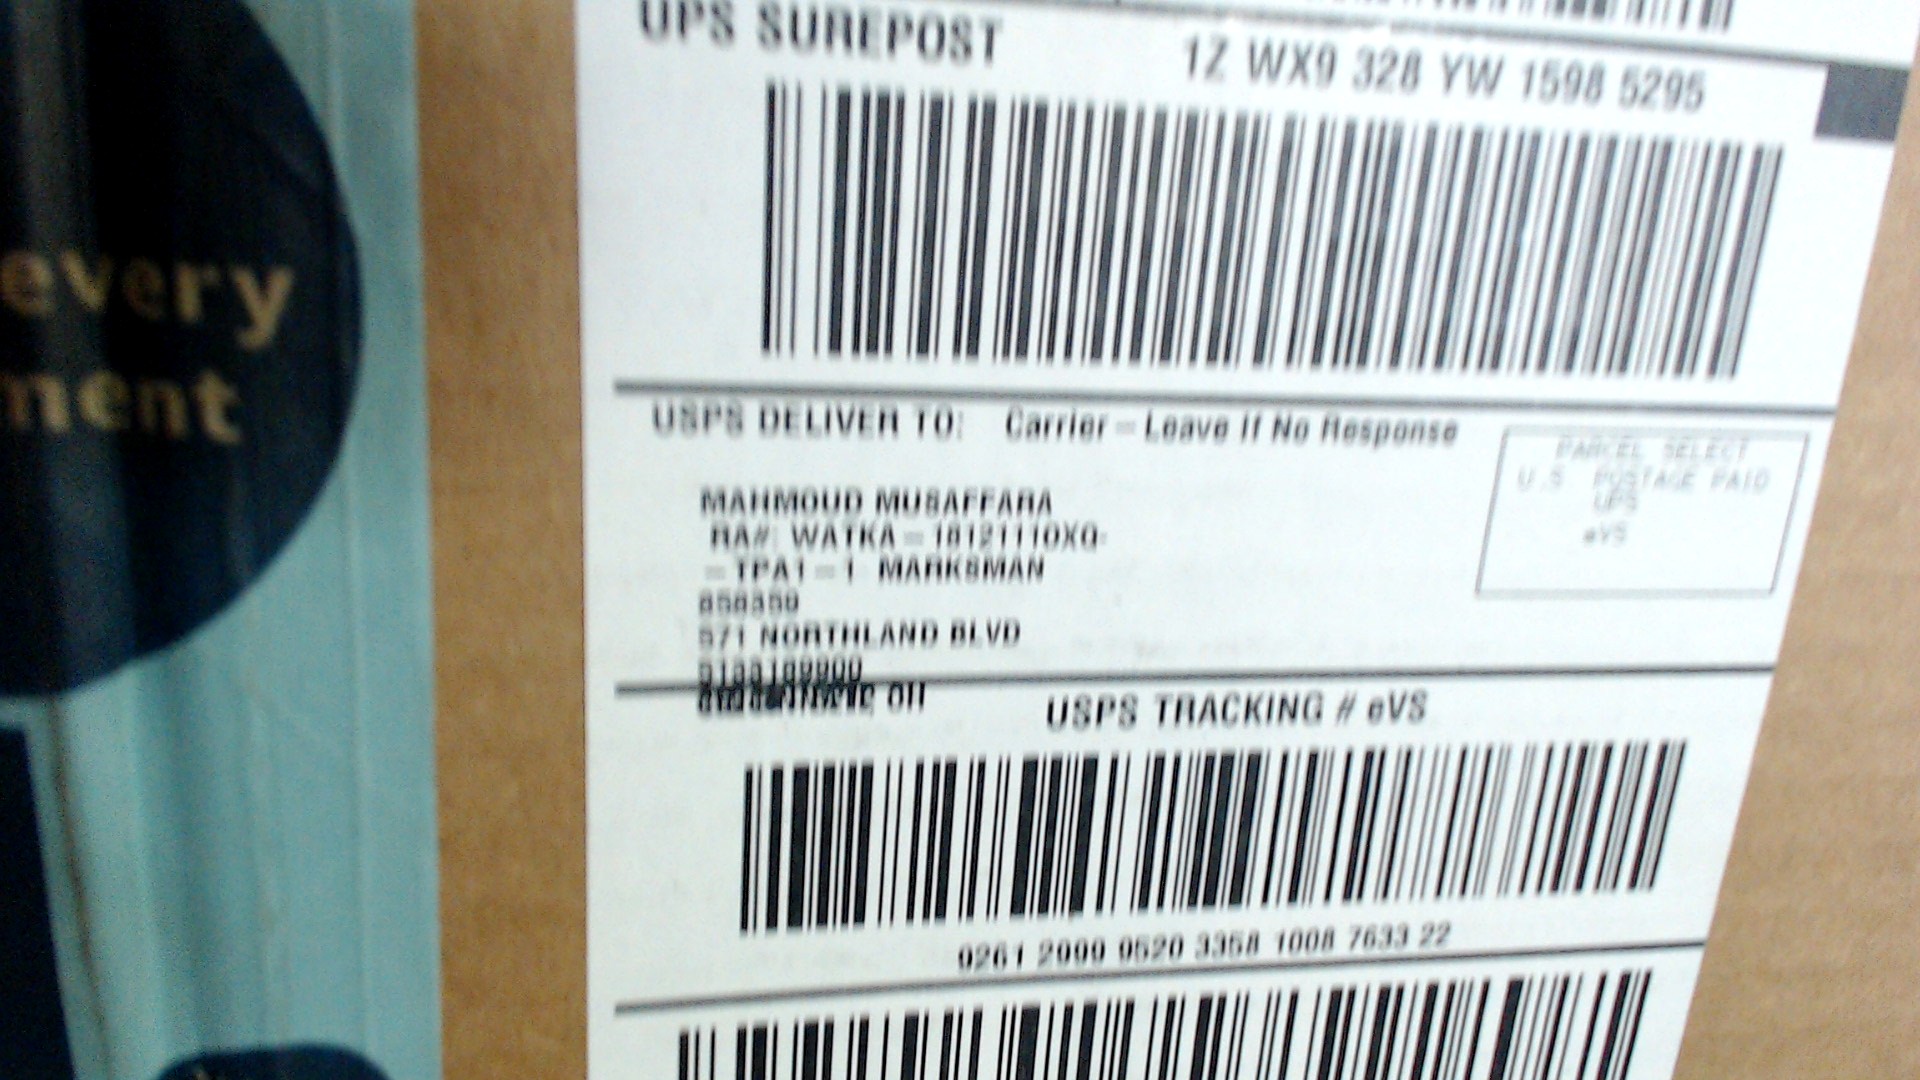 every
ment
UPS SUREPOST
1Z WX9 328 YW 1598 5295
USPS DELIVER TO: Carrier – Leave If No Response
PARCEL SELECT
U.S. POSTAGE PAID
UPS
eVS
MAHMOUD MUSAFFARA
RA#: WATKA – 18121110XQ-
– TPA1 – 1 MARKSMAN
571 NORTHLAND BLVD
OH
USPS TRACKING # eVS
9261 2999 9520 3358 1008 7633 22